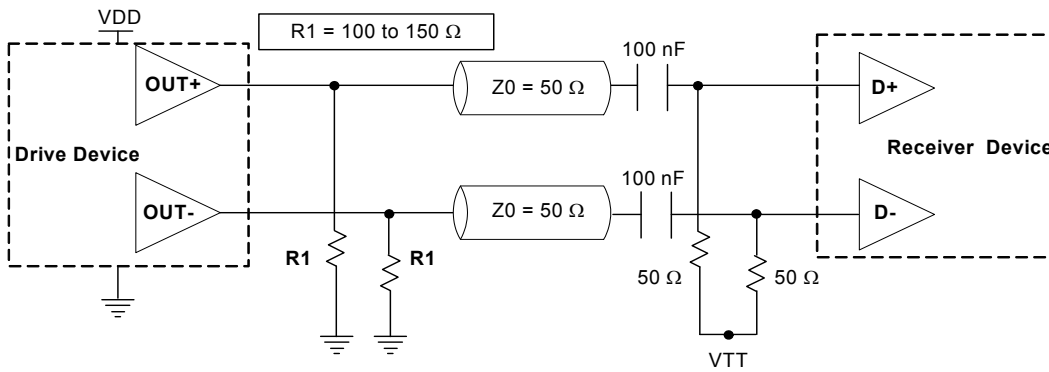 VDD
R1 = 100 to 150 Ω
100 nF
OUT+
Z0 = 50 Ω
D+
Drive Device
Receiver Device
100 nF
OUT-
Z0 = 50 Ω
D-
R1
R1
50 Ω
50 Ω
VTT